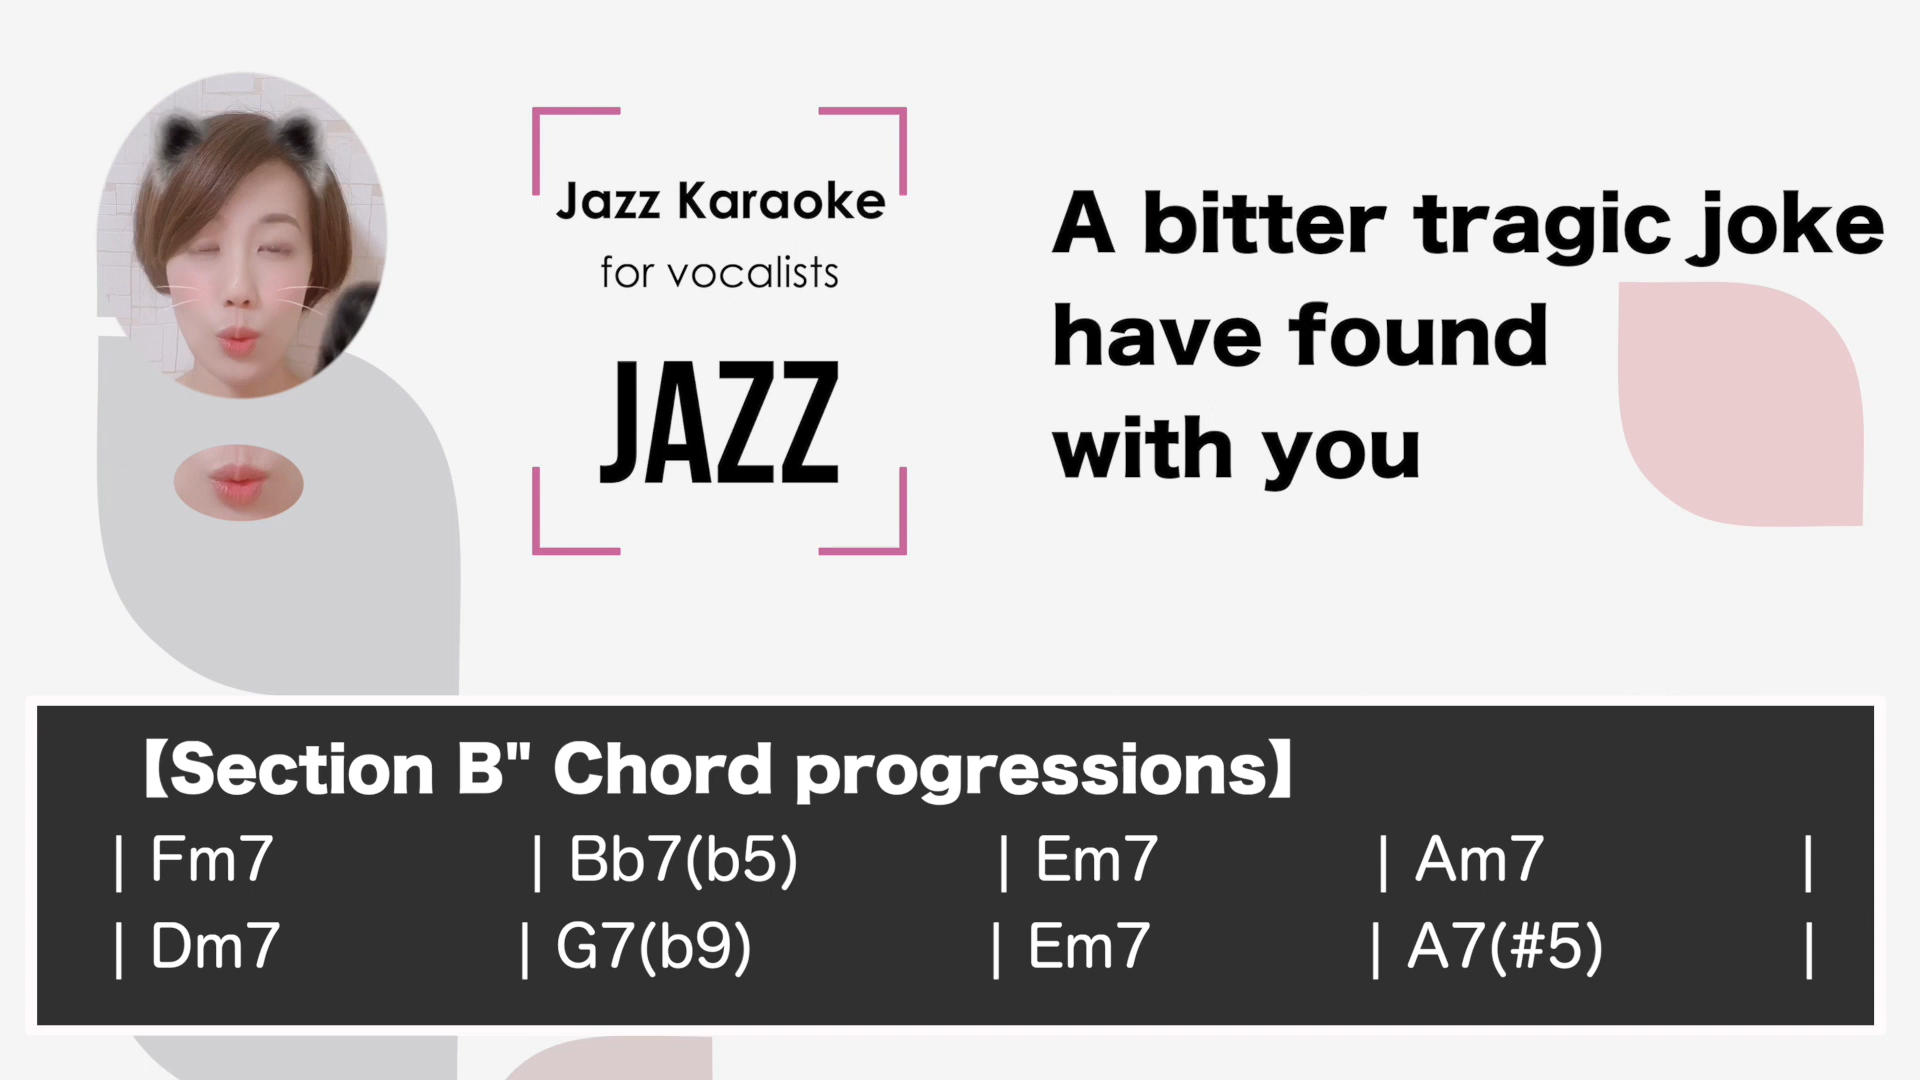 Jazz Karaoke
for vocalists
JAZZ
A bitter tragic joke
have found
with you
【Section B" Chord progressions】
| Fm7 | Bb7(b5) | Em7 | Am7 |
| Dm7 | G7(b9) | Em7 | A7(#5) |